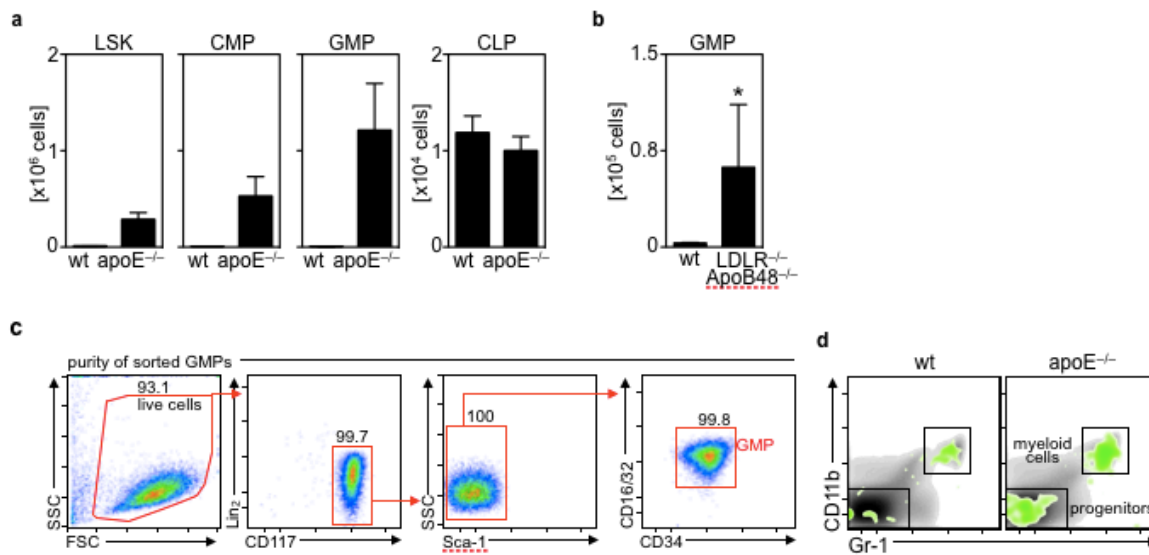 a
LSK
CMP
GMP
CLP
[x10⁶ cells]
2
1
0
wt apoE⁻/⁻
wt apoE⁻/⁻
wt apoE⁻/⁻
[x10⁴ cells]
2
1
0
wt apoE⁻/⁻
b
GMP
[x10⁵ cells]
1.5
0.8
0
*
wt
LDLR⁻/⁻
ApoB48⁻/⁻
c
purity of sorted GMPs
93.1
live cells
SSC
FSC
99.7
Lin₂
CD117
100
SSC
Sca-1
99.8
GMP
CD16/32
CD34
d
wt
apoE⁻/⁻
myeloid
cells
progenitors
CD11b
Gr-1